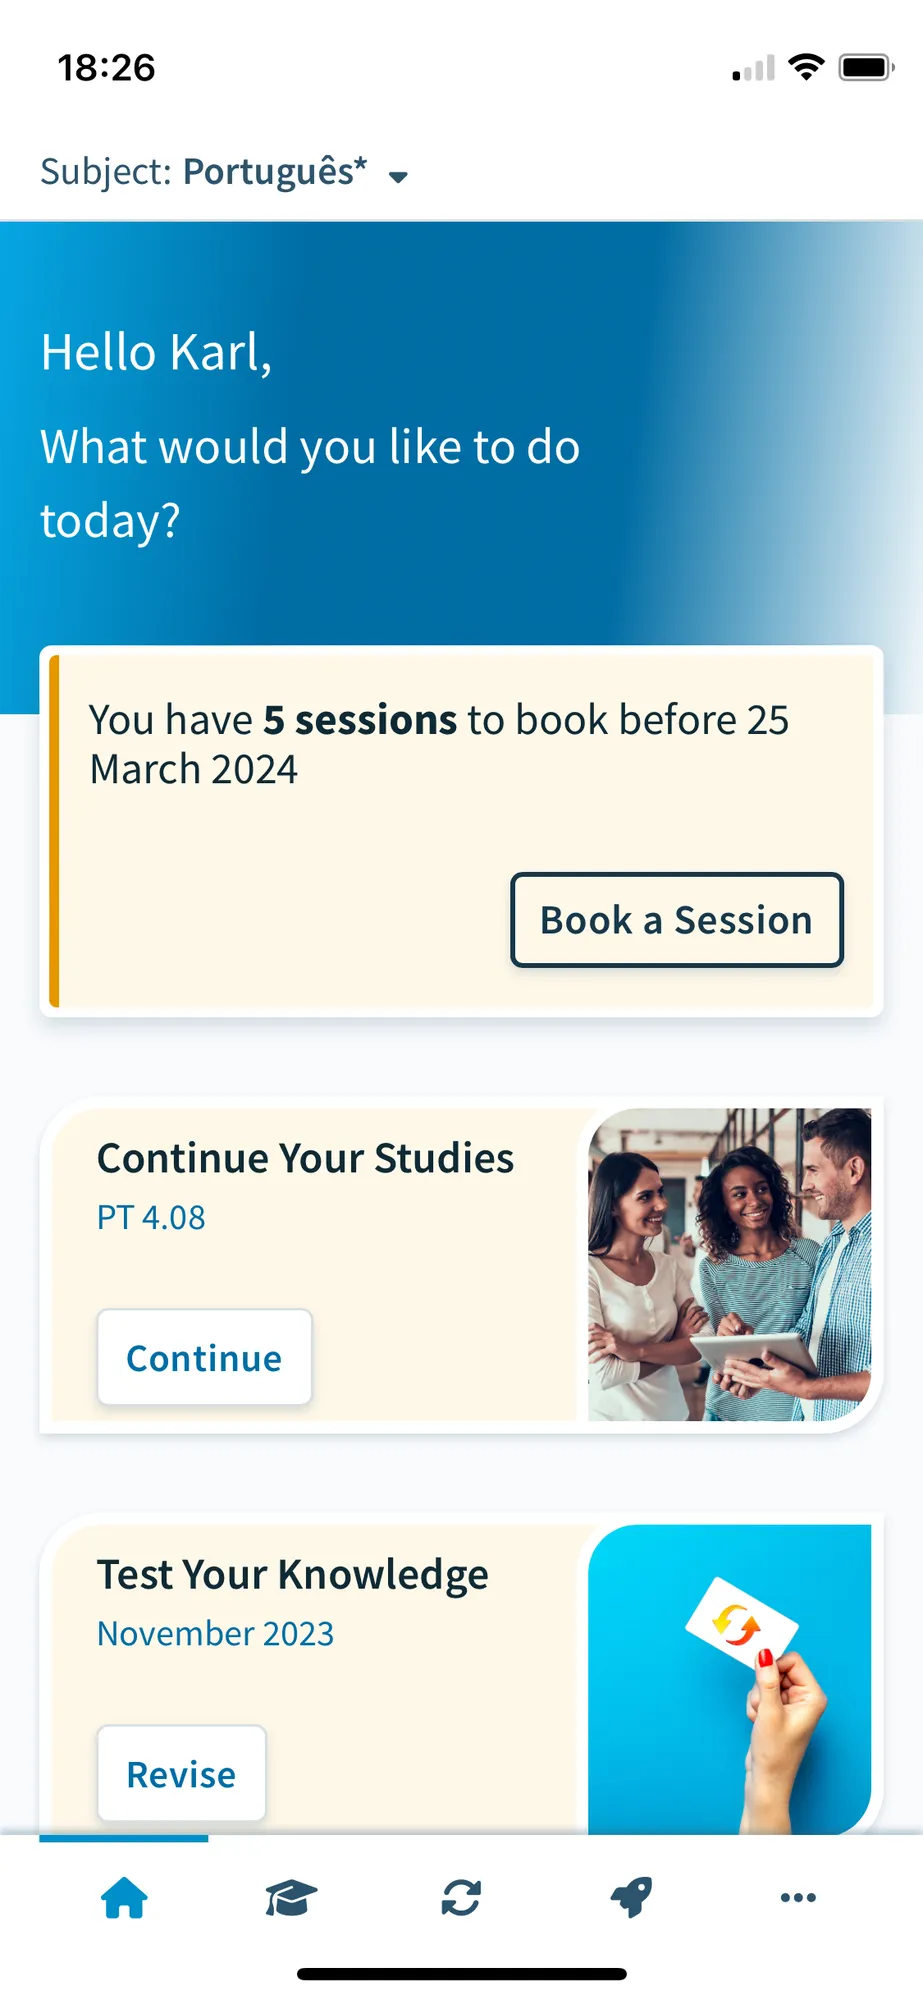 18:26
Subject: Português*
Hello Karl,
What would you like to do
today?
You have 5 sessions to book before 25
March 2024
Book a Session
Continue Your Studies
PT 4.08
Continue
Test Your Knowledge
November 2023
Revise